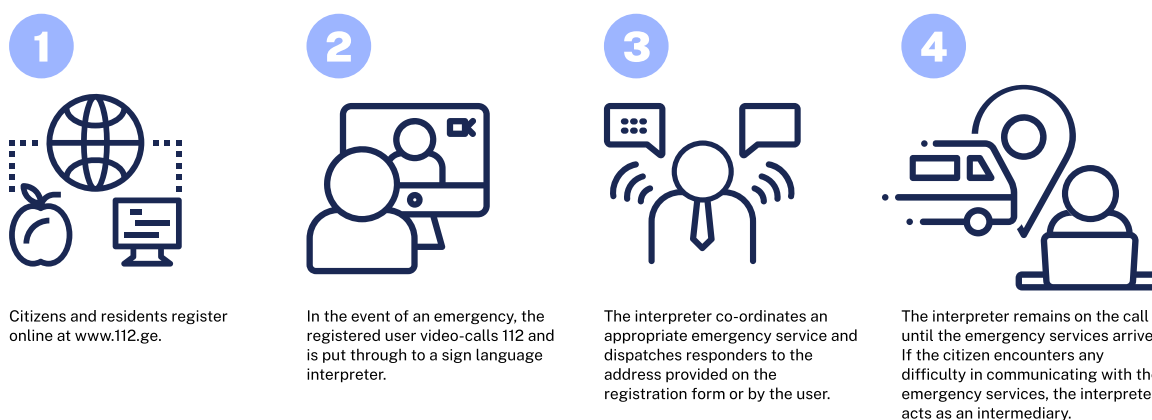 1
2
3
4
Citizens and residents register
online at www.112.ge.
In the event of an emergency, the
registered user video-calls 112 and
is put through to a sign language
interpreter.
The interpreter co-ordinates an
appropriate emergency service and
dispatches responders to the
address provided on the
registration form or by the user.
The interpreter remains on the call
until the emergency services arrive
If the citizen encounters any
difficulty in communicating with the
emergency services, the interprete
acts as an intermediary.